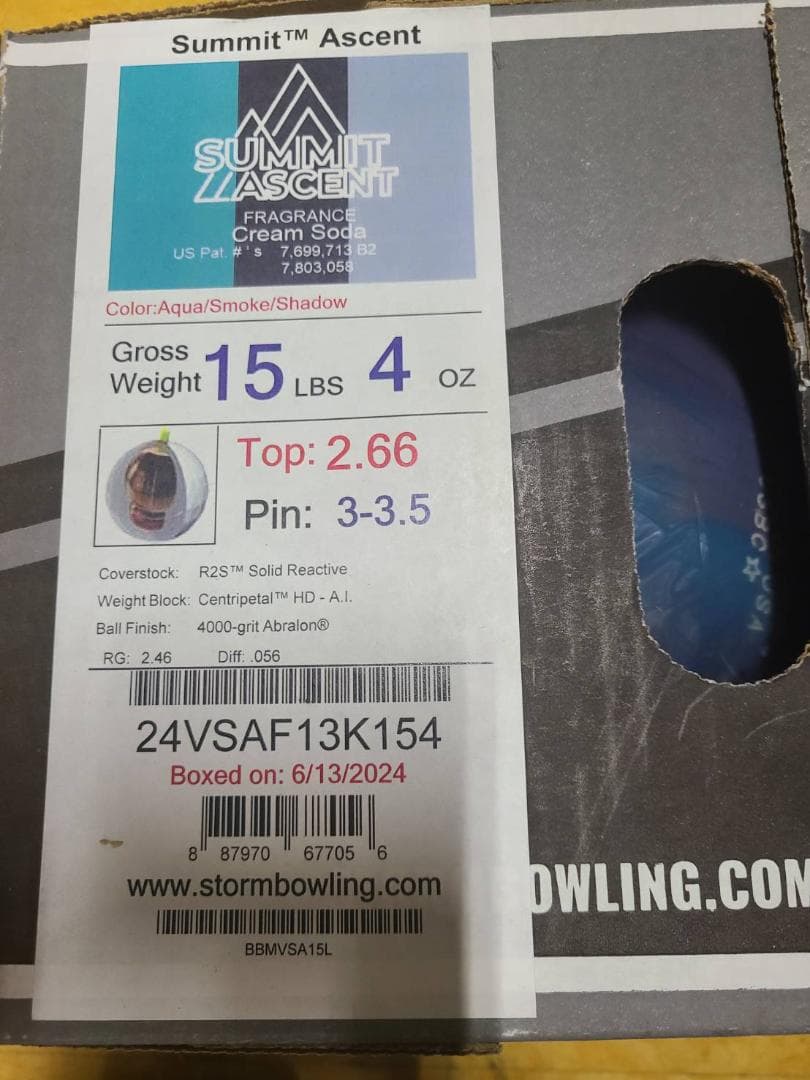 Summit™ Ascent
SUMMIT
ASCENT
FRAGRANCE
Cream Soda
US Pat. #'s 7,699,713 B2
7,803,058
Color:Aqua/Smoke/Shadow
Gross Weight 15 LBS 4 OZ
Top: 2.66
Pin: 3-3.5
Coverstock: R2S™ Solid Reactive
Weight Block: Centripetal™ HD - A.I.
Ball Finish: 4000-grit Abralon®
RG: 2.46 Diff: .056
24VSAF13K154
Boxed on: 6/13/2024
8 87970 67705 6
www.stormbowling.com
BBMVSA15L
OWLING.COM
USA